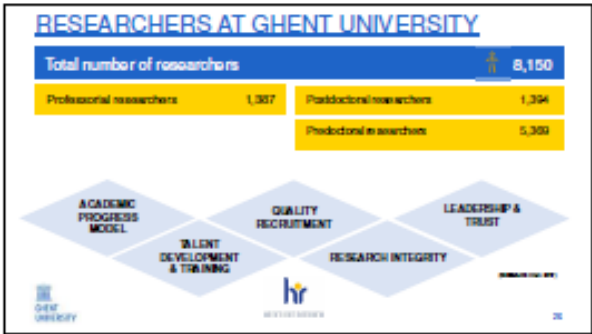 RESEARCHERS AT GHENT UNIVERSITY
Total number of researchers 8,150
Professorial researchers 1,387
Postdoctoral researchers 1,394
Predoctoral researchers 5,369
ACADEMIC
PROGRESS
MODEL
QUALITY
RECRUITMENT
LEADERSHIP &
TRUST
TALENT
DEVELOPMENT
& TRAINING
RESEARCH INTEGRITY
GHENT
UNIVERSITY
hr